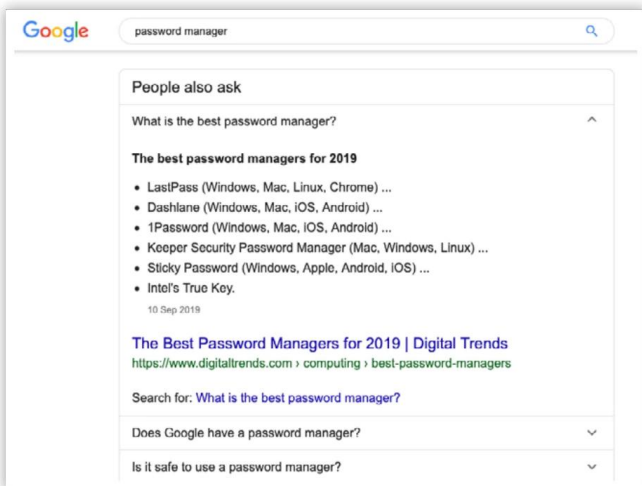 Google
password manager
People also ask
What is the best password manager?
The best password managers for 2019
• LastPass (Windows, Mac, Linux, Chrome) ...
• Dashlane (Windows, Mac, iOS, Android) ...
• 1Password (Windows, Mac, iOS, Android) ...
• Keeper Security Password Manager (Mac, Windows, Linux) ...
• Sticky Password (Windows, Apple, Android, iOS) ...
• Intel's True Key.
10 Sep 2019
The Best Password Managers for 2019 | Digital Trends
https://www.digitaltrends.com › computing › best-password-managers
Search for: What is the best password manager?
Does Google have a password manager?
Is it safe to use a password manager?